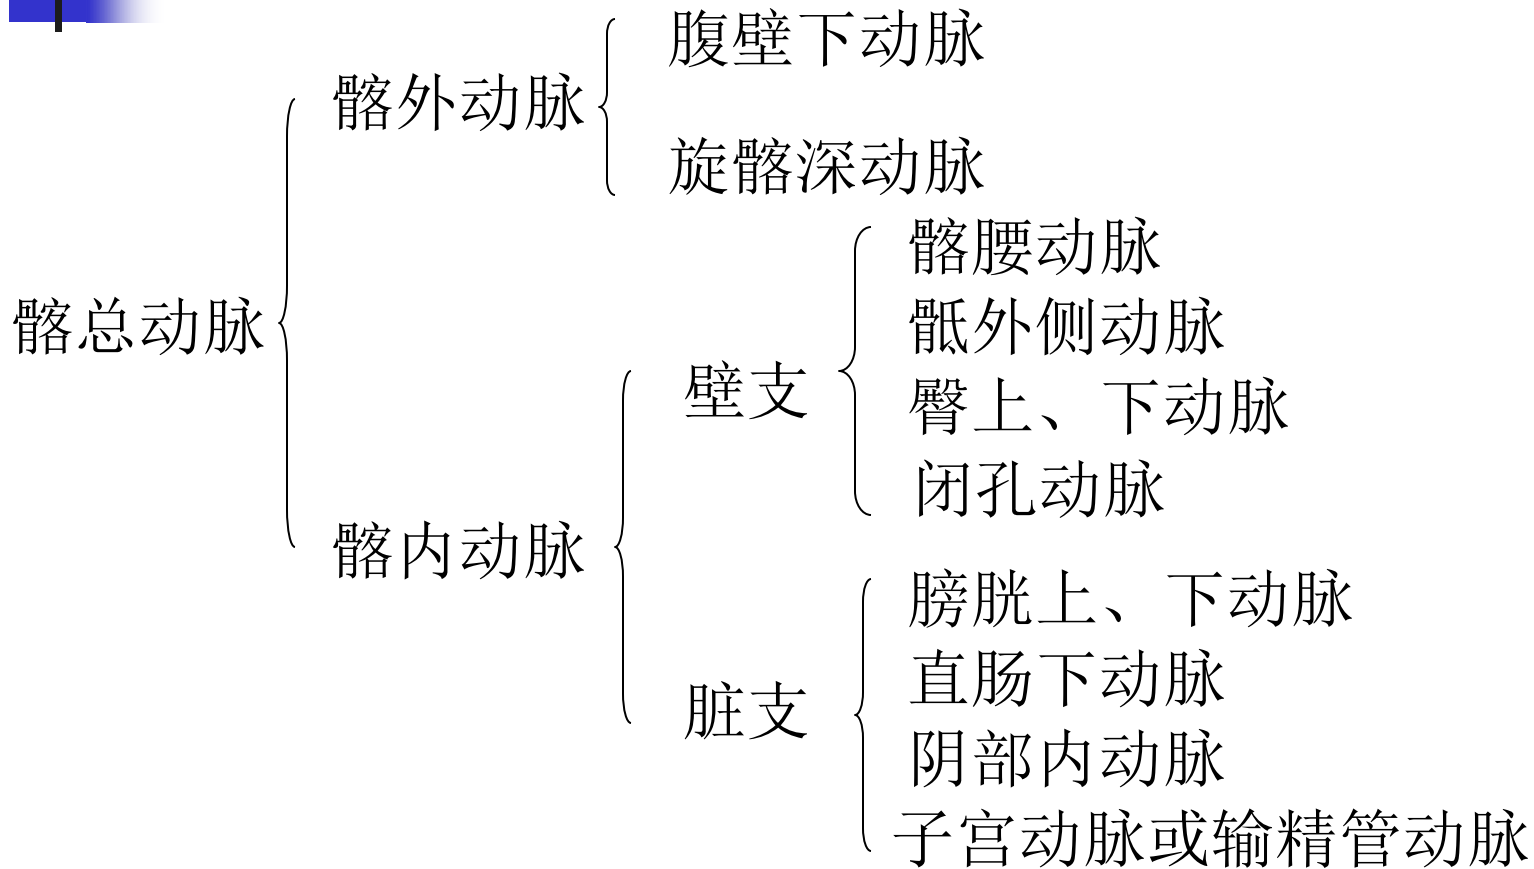 髂总动脉
髂外动脉
腹壁下动脉
旋髂深动脉
髂内动脉
壁支
髂腰动脉
骶外侧动脉
臀上、下动脉
闭孔动脉
脏支
膀胱上、下动脉
直肠下动脉
阴部内动脉
子宫动脉或输精管动脉